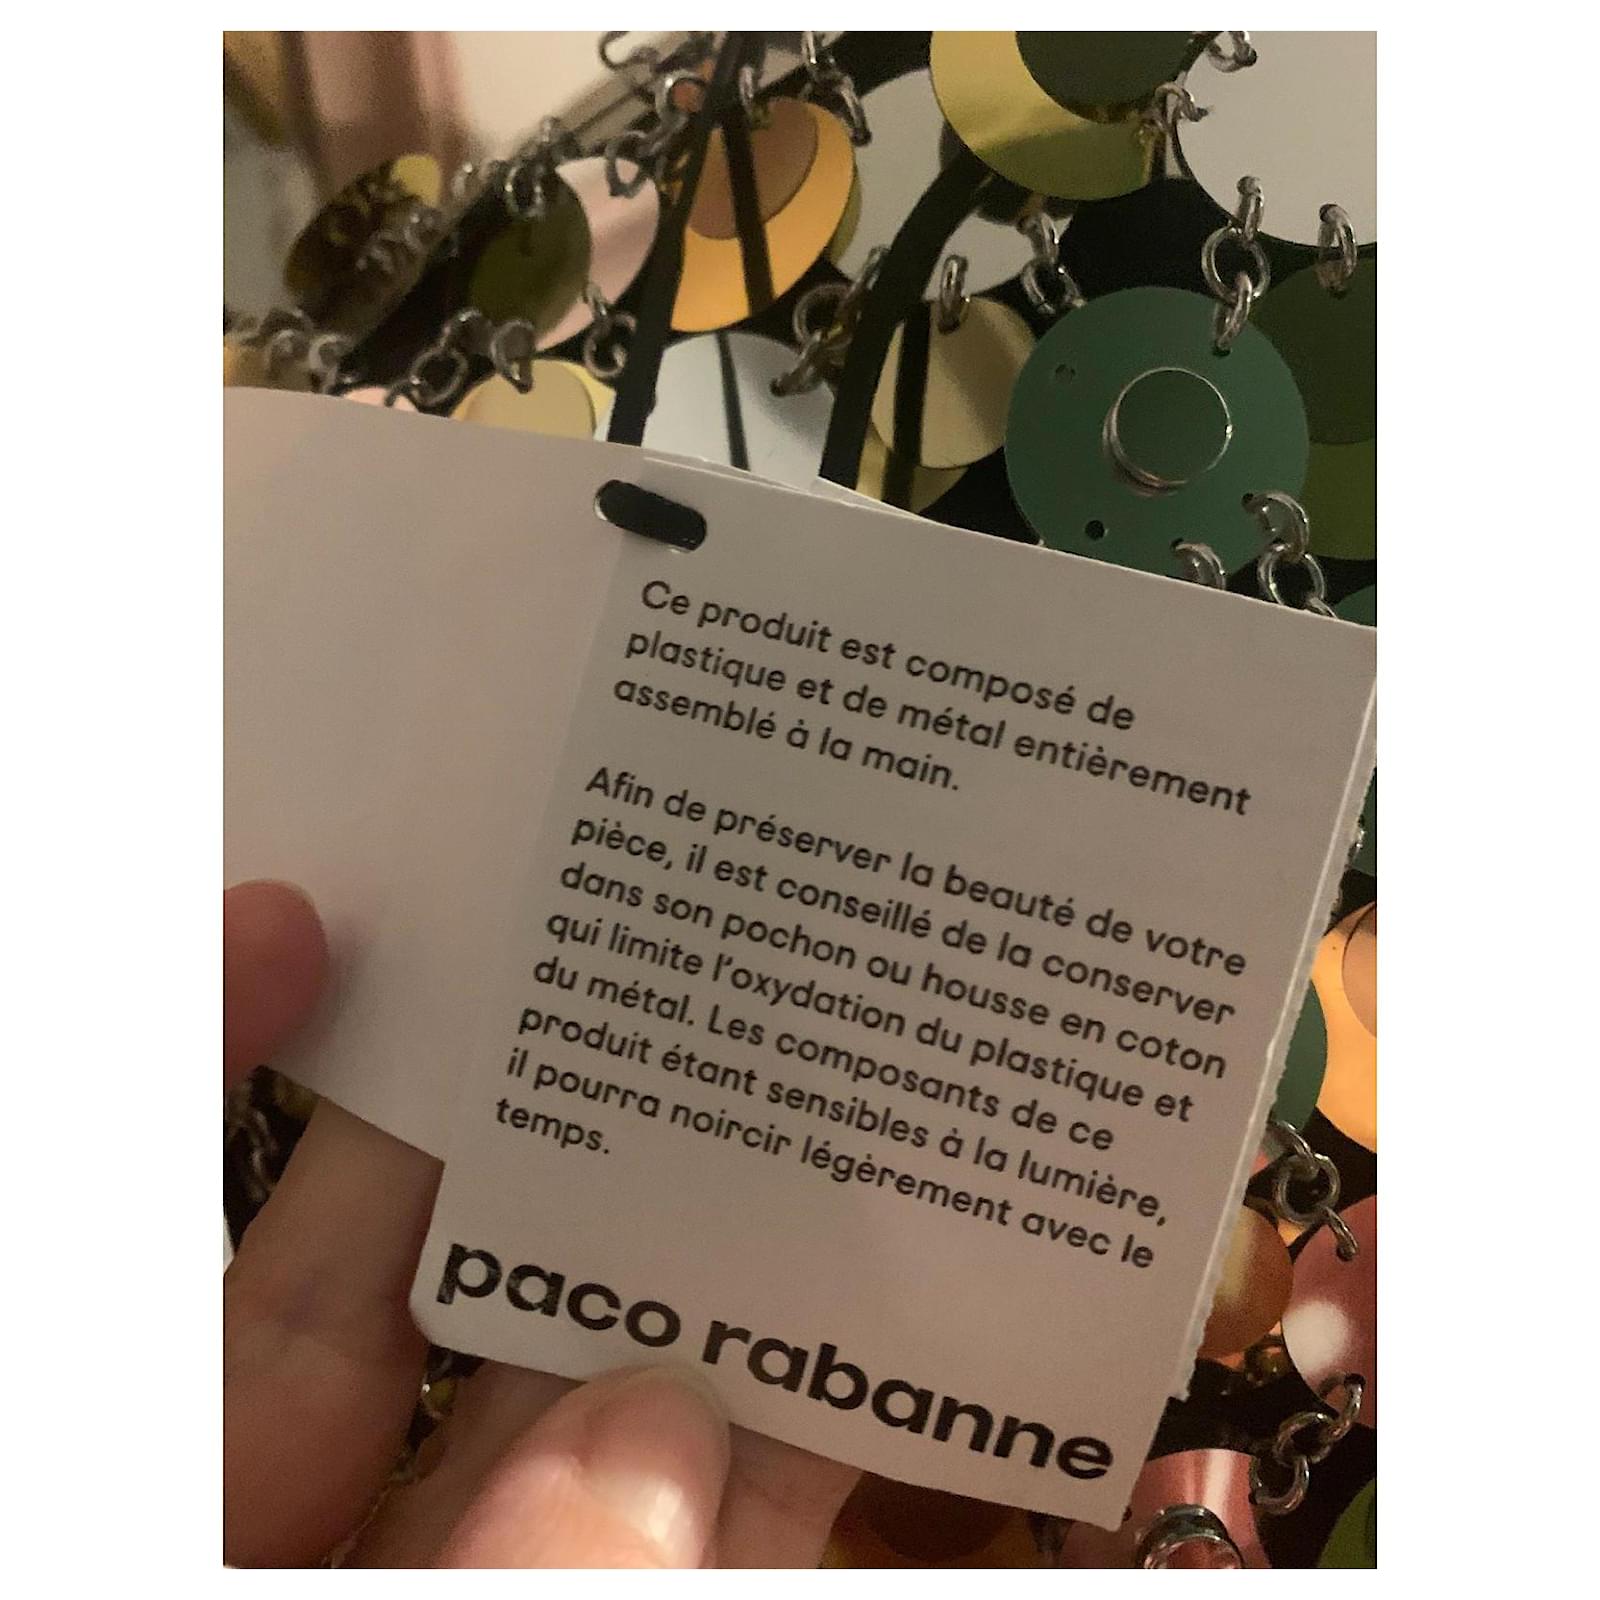 Ce produit est composé de
plastique et de métal entièrement
assemblé à la main.
Afin de préserver la beauté de votre
pièce, il est conseillé de la conserver
dans son pochon ou housse en coton
qui limite l'oxydation du plastique et
du métal. Les composants de ce
produit étant sensibles à la lumière,
il pourra noircir légèrement avec le
temps.
paco rabanne